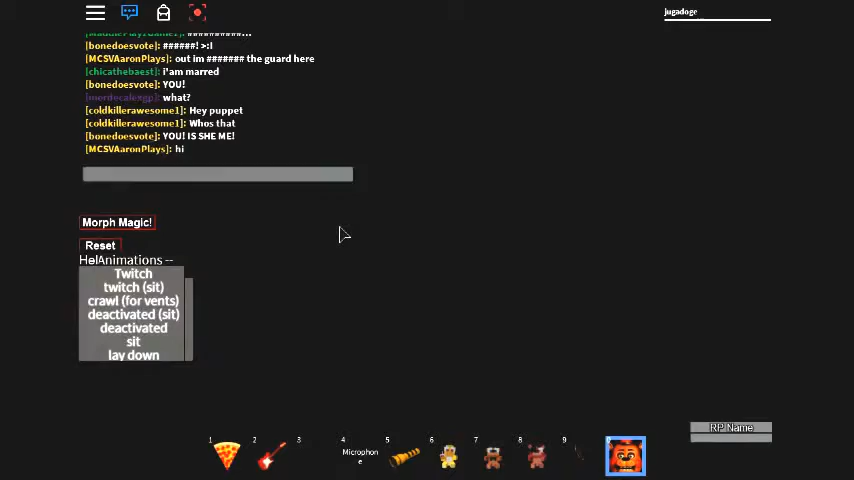 jugadoge
[bonedoesvote]: ######! >:I
[MCSVAaronPlays]: out im ####### the guard here
[chicathebaest]: i'am marred
[bonedoesvote]: YOU!
what?
[coldkillerawesome1]: Hey puppet
[coldkillerawesome1]: Whos that
[bonedoesvote]: YOU! IS SHE ME!
[MCSVAaronPlays]: hi
Morph Magic!
Reset
HelAnimations --
Twitch
twitch (sit)
crawl (for vents)
deactivated (sit)
deactivated
sit
lay down
RP Name
1 2 3 4 5 6 7 8 9
Microphon
e